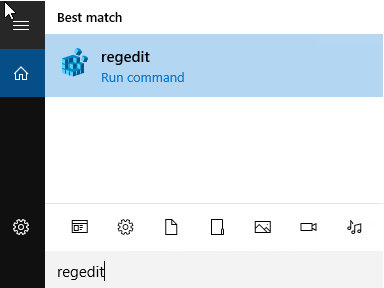 Best match
regedit
Run command
regedit